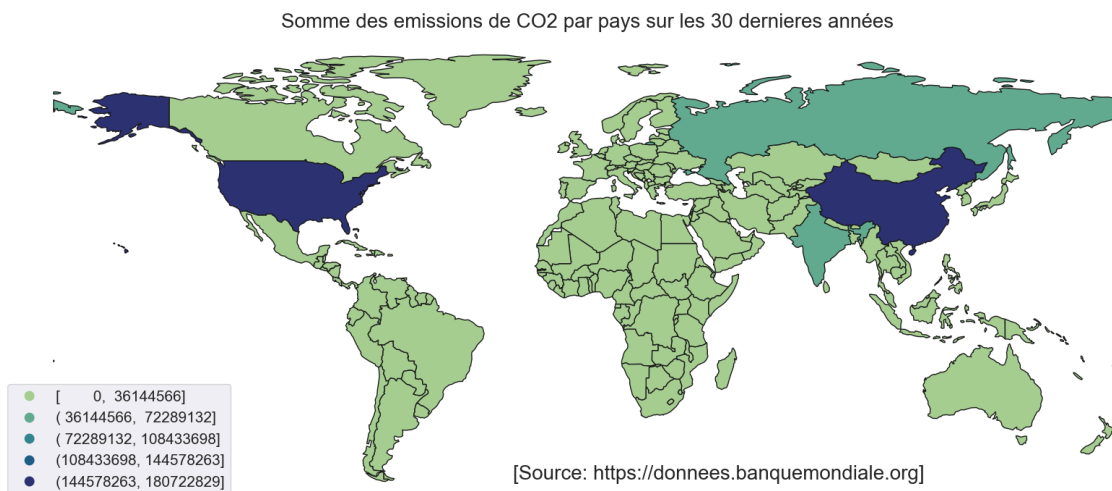 Somme des emissions de CO2 par pays sur les 30 dernieres années
[ 0, 36144566]
( 36144566, 72289132]
( 72289132, 108433698]
(108433698, 144578263]
(144578263, 180722829]
[Source: https://donnees.banquemondiale.org]